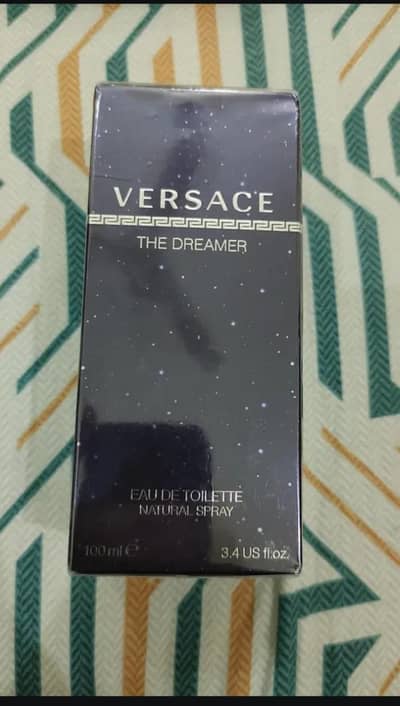 VERSACE
THE DREAMER
EAU DE TOILETTE
NATURAL SPRAY
100 ml ℮ 3.4 US fl.oz.